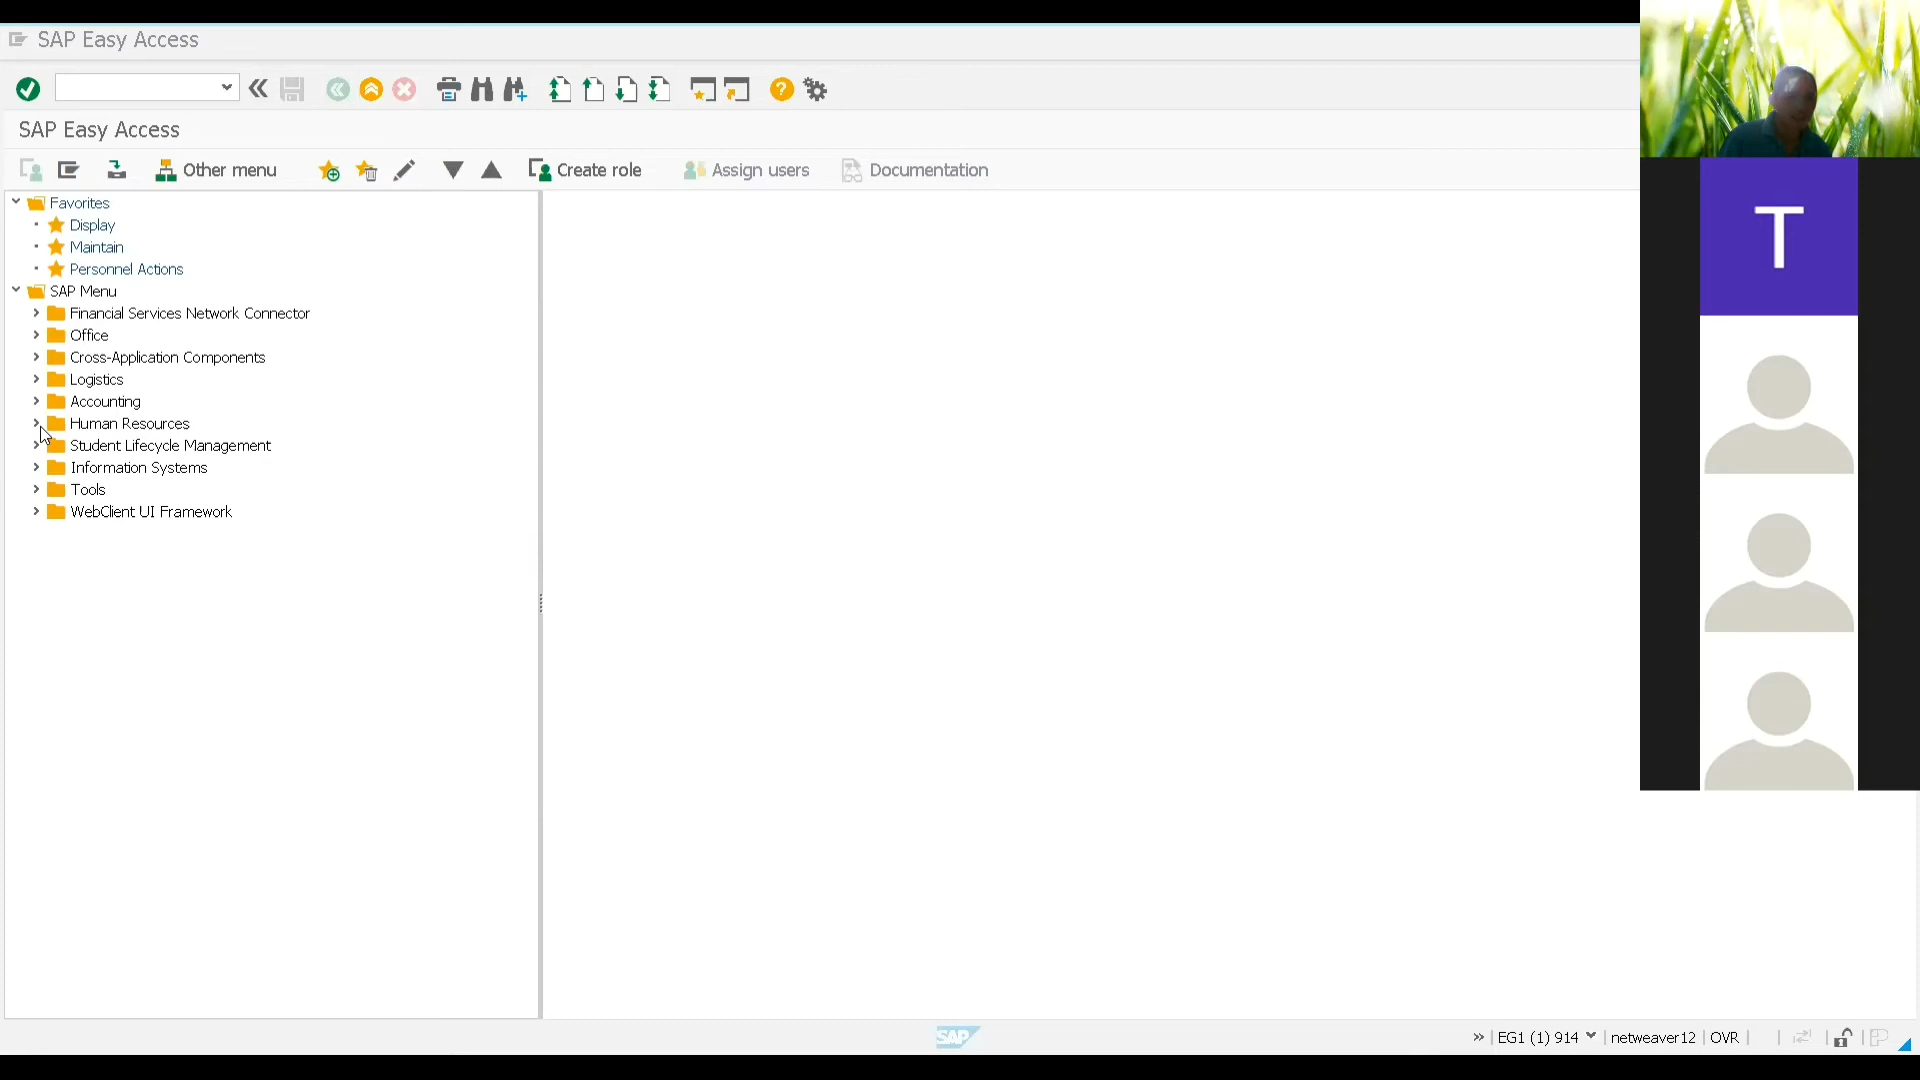 SAP Easy Access
SAP Easy Access
Other menu
Create role
Assign users
Documentation
Favorites
Display
Maintain
Personnel Actions
SAP Menu
Financial Services Network Connector
Office
Cross-Application Components
Logistics
Accounting
Human Resources
Student Lifecycle Management
Information Systems
Tools
WebClient UI Framework
T
SAP
EG1 (1) 914
netweaver12
OVR